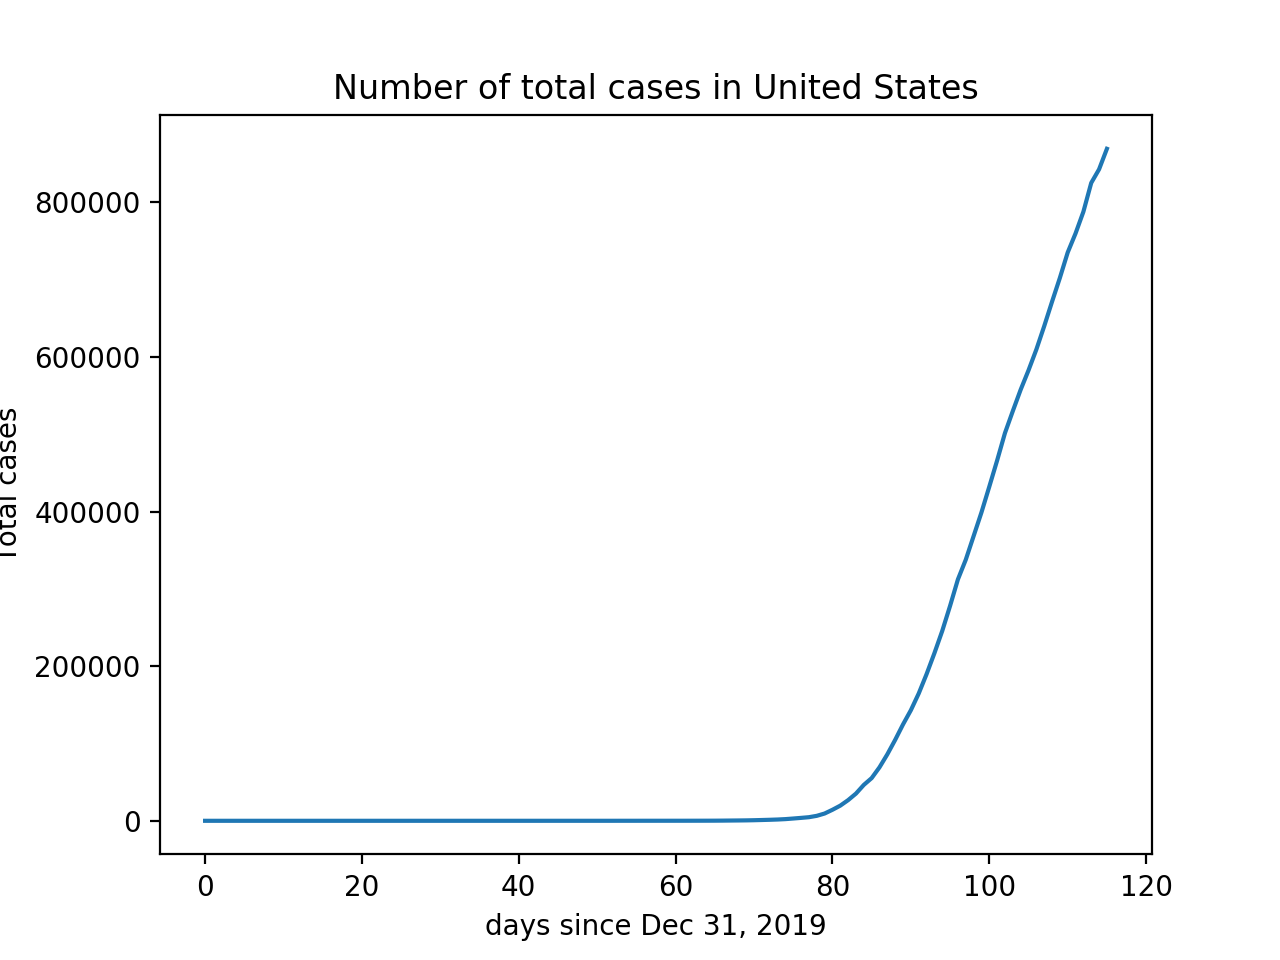 Number of total cases in United States
800000
600000
400000
200000
0
Total cases
0 20 40 60 80 100 120
days since Dec 31, 2019